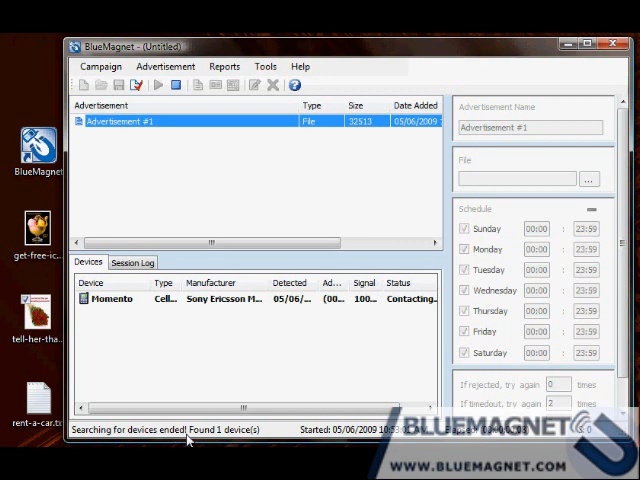 BlueMagnet - (Untitled)
Campaign Advertisement Reports Tools Help
Advertisement Type Size Date Added
Advertisement #1 File 32513 05/06/2009 1
Advertisement Name
Advertisement #1
File
...
Schedule
Sunday 00:00 : 23:59
Monday 00:00 : 23:59
Tuesday 00:00 : 23:59
Wednesday 00:00 : 23:59
Thursday 00:00 : 23:59
Friday 00:00 : 23:59
Saturday 00:00 : 23:59
If rejected, try again 0 times
If timedout, try again 2 times
Devices Session Log
Device Type Manufacturer Detected Ad... Signal Status
Momento Cell... Sony Ericsson M... 05/06/... (00... 100... Contacting...
Searching for devices ended! Found 1 device(s) Started: 05/06/2009
BlueMagnet
get-free-ic...
tell-her-tha...
rent-a-car.tx
BLUEMAGNET
WWW.BLUEMAGNET.COM